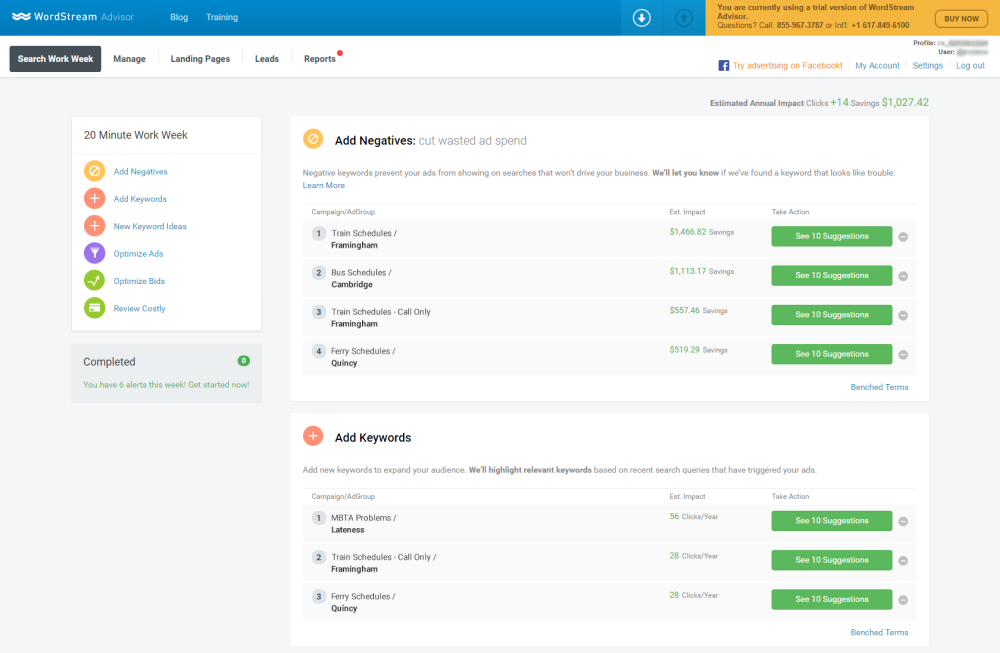 WordStream Advisor
Blog
Training
You are currently using a trial version of WordStream
Advisor.
Questions? Call: 855-967-3787 or Int'l: +1 617-849-6100
BUY NOW
Search Work Week
Manage
Landing Pages
Leads
Reports
Profile:
User:
Try advertising on Facebook!
My Account
Settings
Log out
Estimated Annual Impact Clicks +14 Savings $1,027.42
20 Minute Work Week
Add Negatives
Add Keywords
New Keyword Ideas
Optimize Ads
Optimize Bids
Review Costly
Completed
0
You have 6 alerts this week! Get started now!
Add Negatives: cut wasted ad spend
Negative keywords prevent your ads from showing on searches that won't drive your business. We'll let you know if we've found a keyword that looks like trouble.
Learn More
Campaign/AdGroup Est. Impact Take Action
1 Train Schedules / $1,466.82 Savings See 10 Suggestions
Framingham
2 Bus Schedules / $1,113.17 Savings See 10 Suggestions
Cambridge
3 Train Schedules - Call Only $557.46 Savings See 10 Suggestions
Framingham
4 Ferry Schedules / $519.29 Savings See 10 Suggestions
Quincy
Benched Terms
Add Keywords
Add new keywords to expand your audience. We'll highlight relevant keywords based on recent search queries that have triggered your ads.
Campaign/AdGroup Est. Impact Take Action
1 MBTA Problems / 56 Clicks/Year See 10 Suggestions
Lateness
2 Train Schedules - Call Only / 28 Clicks/Year See 10 Suggestions
Framingham
3 Ferry Schedules / 28 Clicks/Year See 10 Suggestions
Quincy
Benched Terms